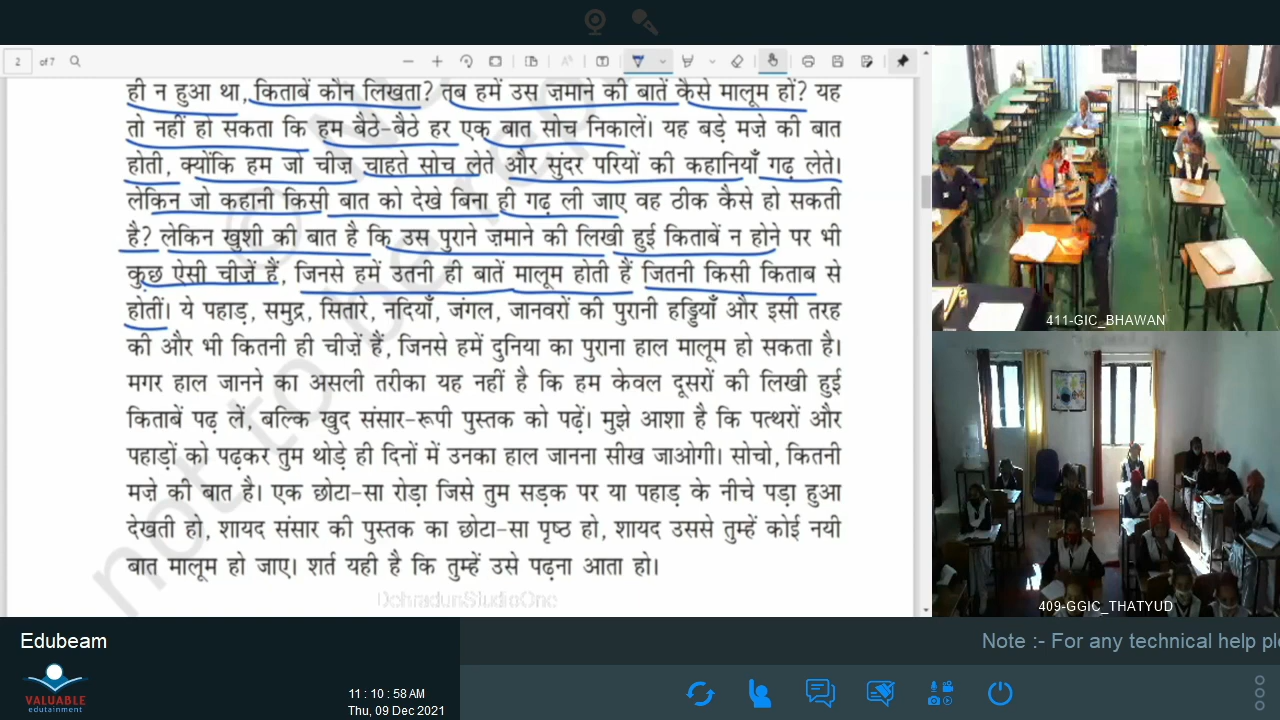 2 of 7
ही न हुआ था, किताबें कौन लिखता? तब हमें उस ज़माने की बातें कैसे मालूम हों? यह
तो नहीं हो सकता कि हम बैठे-बैठे हर एक बात सोच निकालें। यह बड़े मज़े की बात
होती, क्योंकि हम जो चीज़ चाहते सोच लेते और सुंदर परियों की कहानियाँ गढ़ लेते।
लेकिन जो कहानी किसी बात को देखे बिना ही गढ़ ली जाए वह ठीक कैसे हो सकती
है? लेकिन खुशी की बात है कि उस पुराने ज़माने की लिखी हुई किताबें न होने पर भी
कुछ ऐसी चीज़ें हैं, जिनसे हमें उतनी ही बातें मालूम होती हैं जितनी किसी किताब से
होतीं। ये पहाड़, समुद्र, सितारे, नदियाँ, जंगल, जानवरों की पुरानी हड्डियाँ और इसी तरह
की और भी कितनी ही चीज़ें है, जिनसे हमें दुनिया का पुराना हाल मालूम हो सकता है।
मगर हाल जानने का असली तरीका यह नहीं है कि हम केवल दूसरों की लिखी हुई
किताबें पढ़ लें, बल्कि खुद संसार-रूपी पुस्तक को पढ़ें। मुझे आशा है कि पत्थरों और
पहाड़ों को पढ़कर तुम थोड़े ही दिनों में उनका हाल जानना सीख जाओगी। सोचो, कितनी
मज़े की बात है। एक छोटा-सा रोड़ा जिसे तुम सड़क पर या पहाड़ के नीचे पड़ा हुआ
देखती हो, शायद संसार की पुस्तक का छोटा-सा पृष्ठ हो, शायद उससे तुम्हें कोई नयी
बात मालूम हो जाए। शर्त यही है कि तुम्हें उसे पढ़ना आता हो।
not to be
DehradunStudioOne
411-GIC_BHAWAN
409-GGIC_THATYUD
Edubeam
VALUABLE
edutainment
11 : 10 : 58 AM
Thu, 09 Dec 2021
Note :- For any technical help